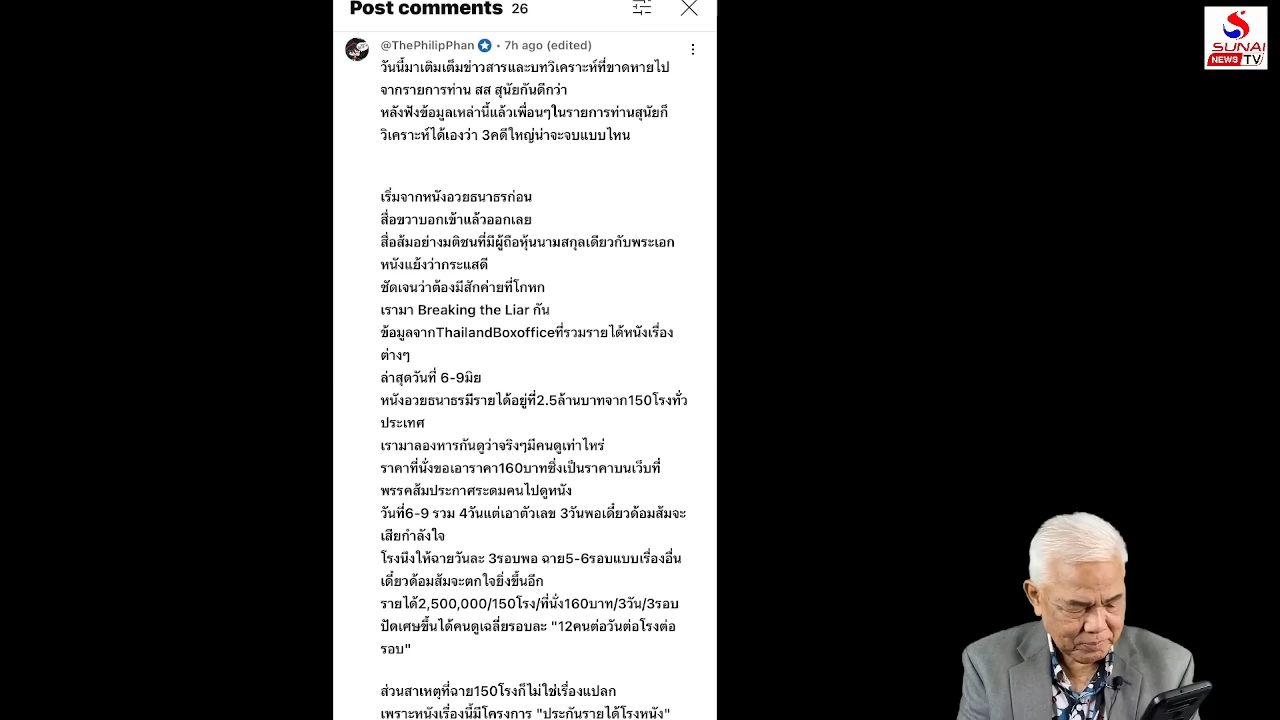 Post comments 26
SUNAI
NEWS TV
@ThePhilipPhan • 7h ago (edited)
วันนี้มาเติมเต็มข่าวสารและบทวิเคราะห์ที่ขาดหายไป
จากรายการท่าน สส สุนัยกันดีกว่า
หลังฟังข้อมูลเหล่านี้แล้วเพื่อนๆในรายการท่านสุนัยก็
วิเคราะห์ได้เองว่า 3คดีใหญ่น่าจะจบแบบไหน
เริ่มจากหนังอวยธนาธรก่อน
สื่อขวาบอกเข้าแล้วออกเลย
สื่อส้มอย่างมติชนที่มีผู้ถือหุ้นนามสกุลเดียวกับพระเอก
หนังแย้งว่ากระแสดี
ชัดเจนว่าต้องมีสักค่ายที่โกหก
เรามา Breaking the Liar กัน
ข้อมูลจากThailandBoxofficeที่รวมรายได้หนังเรื่อง
ต่างๆ
ล่าสุดวันที่ 6-9มิย
หนังอวยธนาธรมีรายได้อยู่ที่2.5ล้านบาทจาก150โรงทั่ว
ประเทศ
เรามาลองหารกันดูว่าจริงๆมีคนดูเท่าไหร่
ราคาที่นั่งขอเอาราคา160บาทซึ่งเป็นราคาบนเว็บที่
พรรคส้มประกาศระดมคนไปดูหนัง
วันที่6-9 รวม 4วันแต่เอาตัวเลข 3วันพอเดี๋ยวด้อมส้มจะ
เสียกำลังใจ
โรงนึงให้ฉายวันละ 3รอบพอ ฉาย5-6รอบแบบเรื่องอื่น
เดี๋ยวด้อมส้มจะตกใจยิ่งขึ้นอีก
รายได้2,500,000/150โรง/ที่นั่ง160บาท/3วัน/3รอบ
ปัดเศษขึ้นได้คนดูเฉลี่ยรอบละ "12คนต่อวันต่อโรงต่อ
รอบ"
ส่วนสาเหตุที่ฉาย150โรงก็ไม่ใช่เรื่องแปลก
เพราะหนังเรื่องนี้มีโครงการ "ประกันรายได้โรงหนัง"